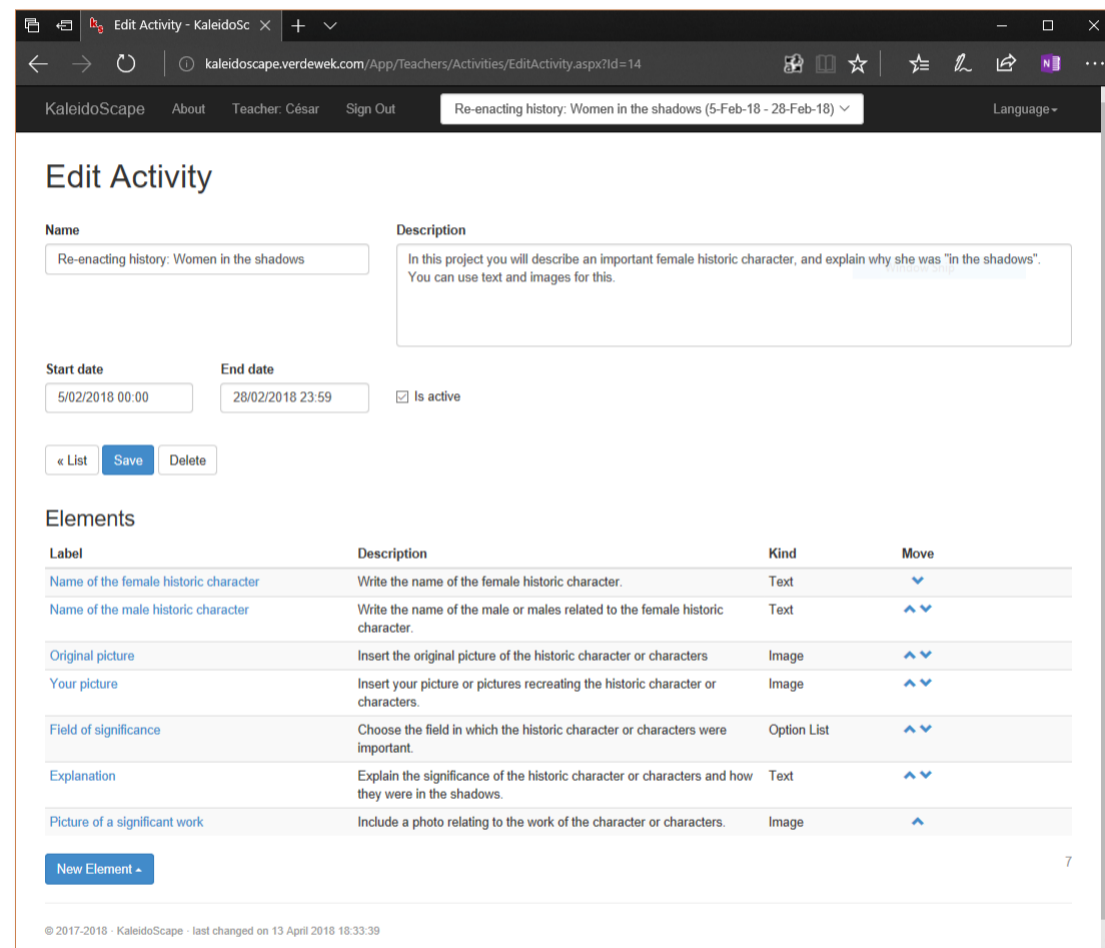 Edit Activity - KaleidoSc
kaleidoscape.verdewek.com/App/Teachers/Activities/EditActivity.aspx?Id=14
N
KaleidoScape About Teacher: César Sign Out Re-enacting history: Women in the shadows (5-Feb-18 - 28-Feb-18) Language
Edit Activity
Name Description
Re-enacting history: Women in the shadows
In this project you will describe an important female historic character, and explain why she was "in the shadows".
You can use text and images for this.
Window Snip
Start date End date
5/02/2018 00:00 28/02/2018 23:59 Is active
« List Save Delete
Elements
Label Description Kind Move
Name of the female historic character Write the name of the female historic character. Text
Name of the male historic character Write the name of the male or males related to the female historic Text
character.
Original picture Insert the original picture of the historic character or characters Image
Your picture Insert your picture or pictures recreating the historic character or Image
characters.
Field of significance Choose the field in which the historic character or characters were Option List
important.
Explanation Explain the significance of the historic character or characters and how Text
they were in the shadows.
Picture of a significant work Include a photo relating to the work of the character or characters. Image
New Element 7
© 2017-2018 · KaleidoScape · last changed on 13 April 2018 18:33:39